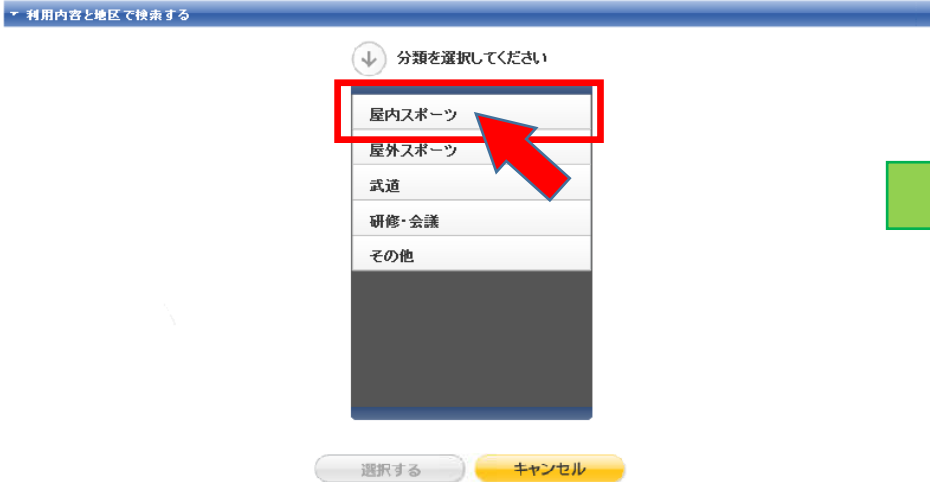 利用内容と地区で検索する
分類を選択してください
屋内スポーツ
屋外スポーツ
武道
研修・会議
その他
選択する
キャンセル